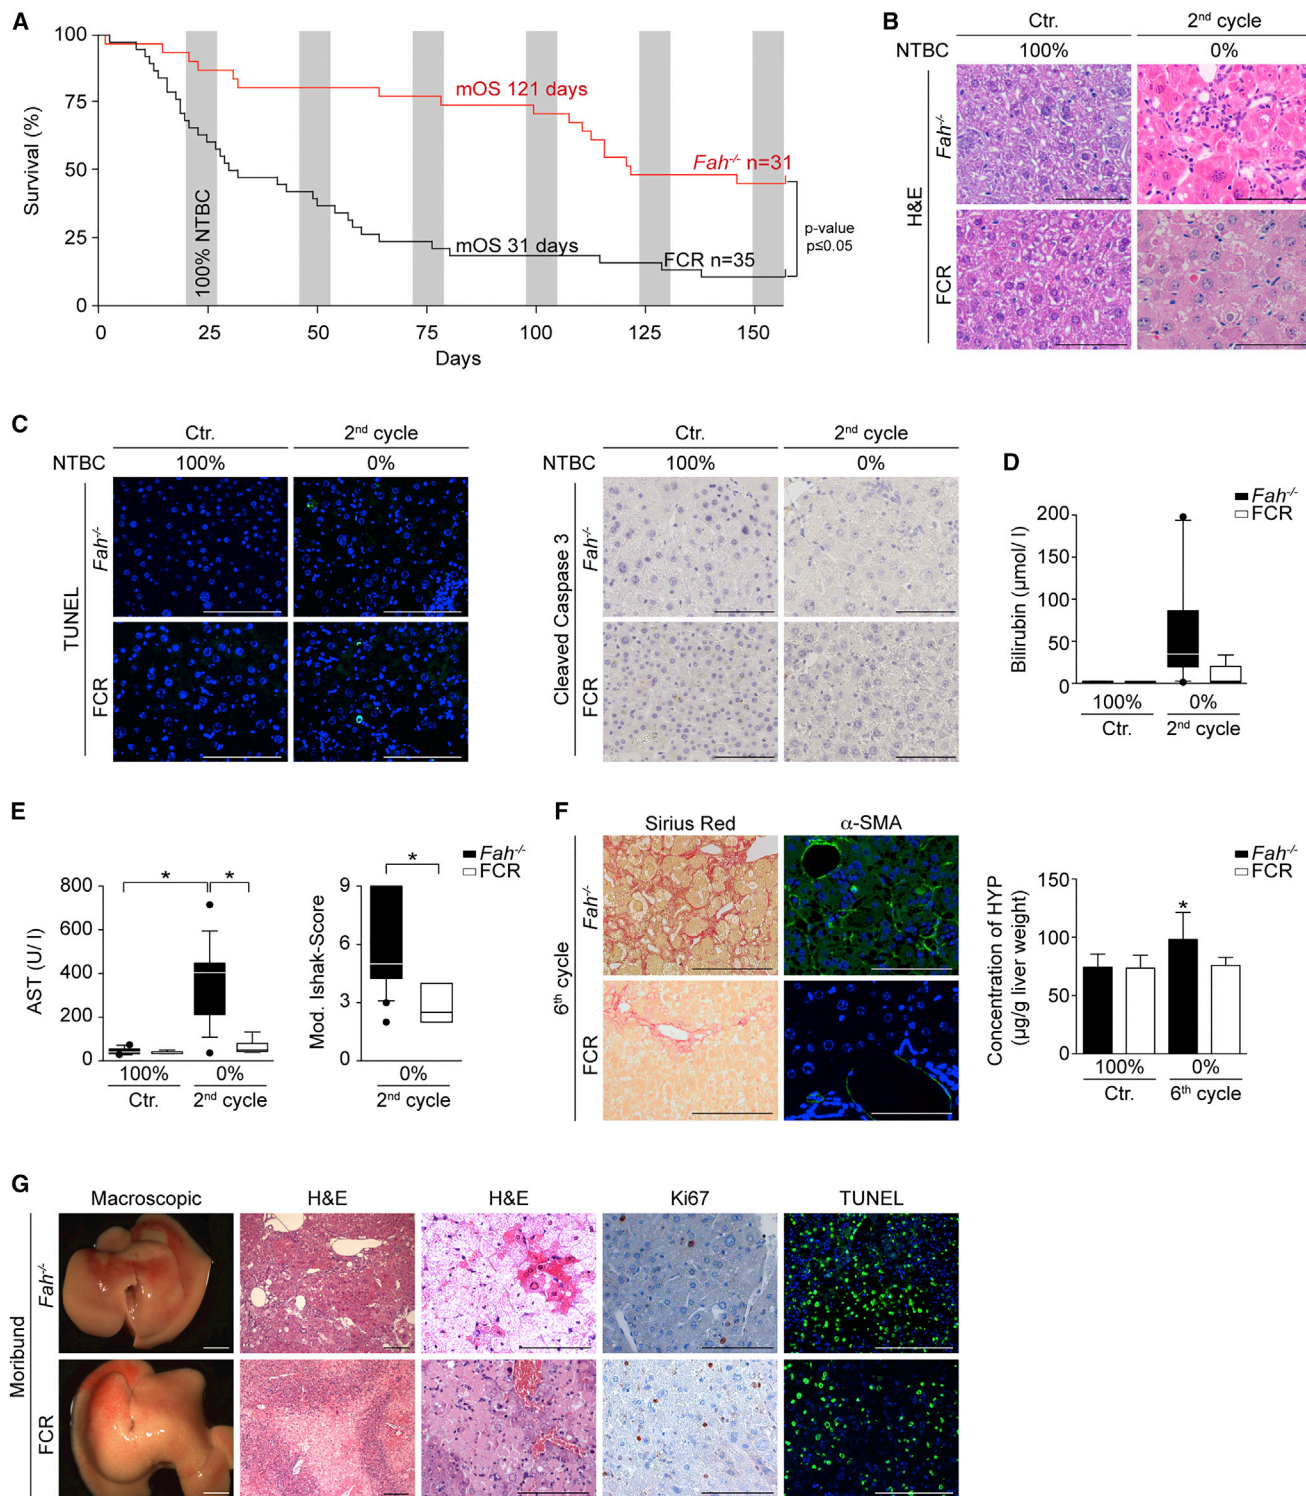 A
100
75
50
25
0
Survival (%)
0 25 50 75 100 125 150
Days
100% NTBC
mOS 121 days
Fah-/- n=31
mOS 31 days
FCR n=35
p-value
p≤0.05
B
Ctr. 2nd cycle
NTBC 100% 0%
H&E
Fah-/-
FCR
C
Ctr. 2nd cycle
NTBC 100% 0%
TUNEL
Fah-/-
FCR
Ctr. 2nd cycle
NTBC 100% 0%
Cleaved Caspase 3
Fah-/-
FCR
D
Fah-/-
FCR
200
150
100
50
0
Bilirubin (µmol/ l)
100% 0%
Ctr. 2nd cycle
E
800
600
400
200
0
AST (U/ l)
* *
100% 0%
Ctr. 2nd cycle
Fah-/-
FCR
9
6
3
0
Mod. Ishak-Score
*
0%
2nd cycle
F
Sirius Red α-SMA
6th cycle
Fah-/-
FCR
Fah-/-
FCR
150
100
50
0
Concentration of HYP
(µg/g liver weight)
*
100% 0%
Ctr. 6th cycle
G
Macroscopic H&E H&E Ki67 TUNEL
Moribund
Fah-/-
FCR